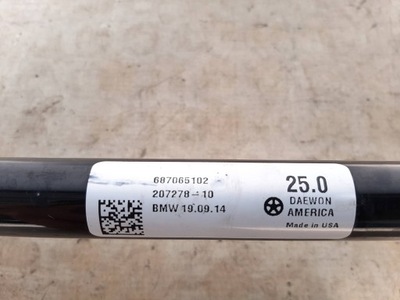 687065102
207278-10
BMW 19.09.14
25.0
DAEWON
AMERICA
Made in USA